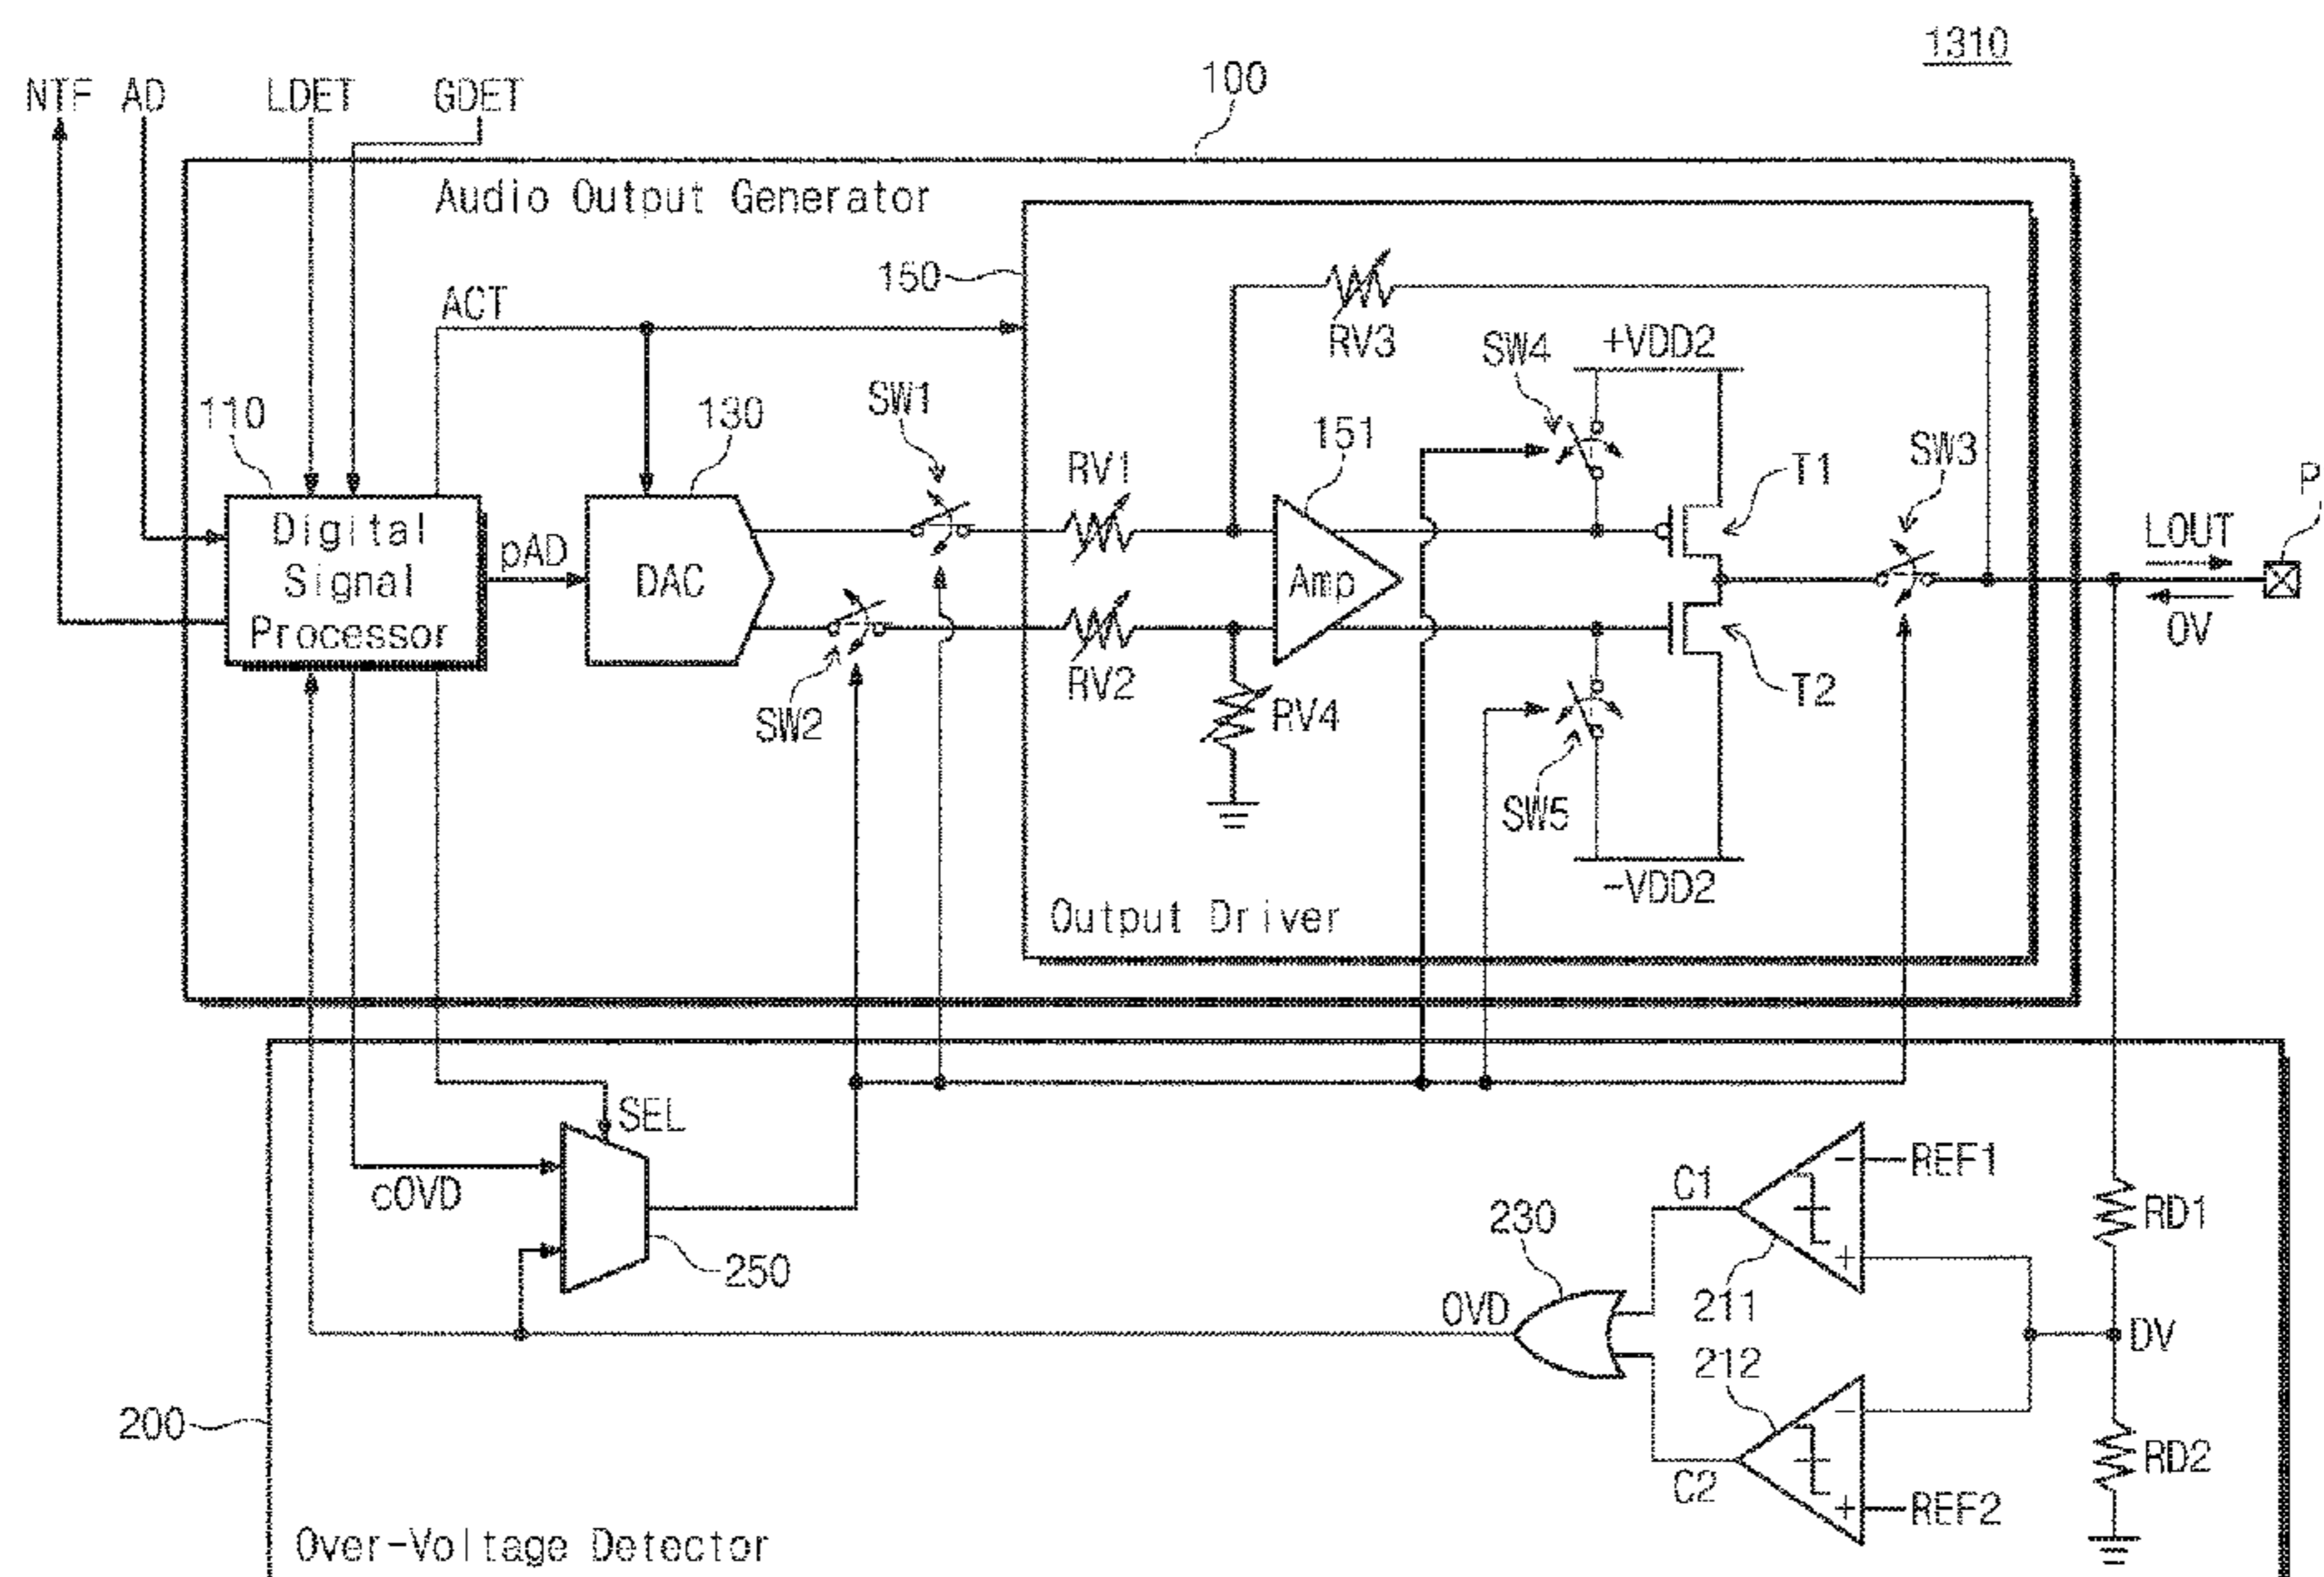 1310
100
NTF AD LDET GDET
Audio Output Generator
150
ACT
RV3
SW4
+VDD2
110
130
SW1
151
SW3
P
RV1
T1
Digital
Signal
Processor
pAD
DAC
Amp
LOUT
OV
SW2
RV2
RV4
T2
SW5
-VDD2
Output Driver
SEL
cOVD
250
C1
REF1
230
211
RD1
OVD
DV
212
200
C2
REF2
RD2
Over-Voltage Detector
- +
- +